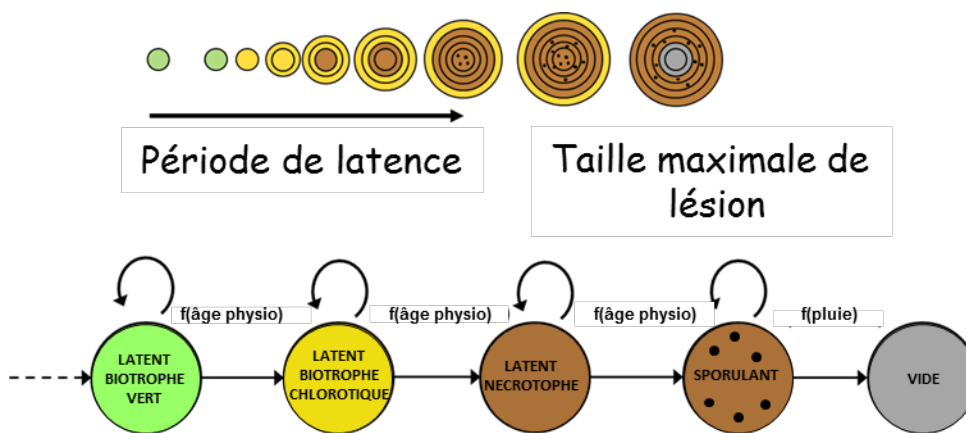 Période de latence
Taille maximale de
lésion
f(âge physio)
f(âge physio)
f(âge physio)
f(pluie)
LATENT
BIOTROPHE
VERT
LATENT
BIOTROPHE
CHLOROTIQUE
LATENT
NECROTOPHE
SPORULANT
VIDE